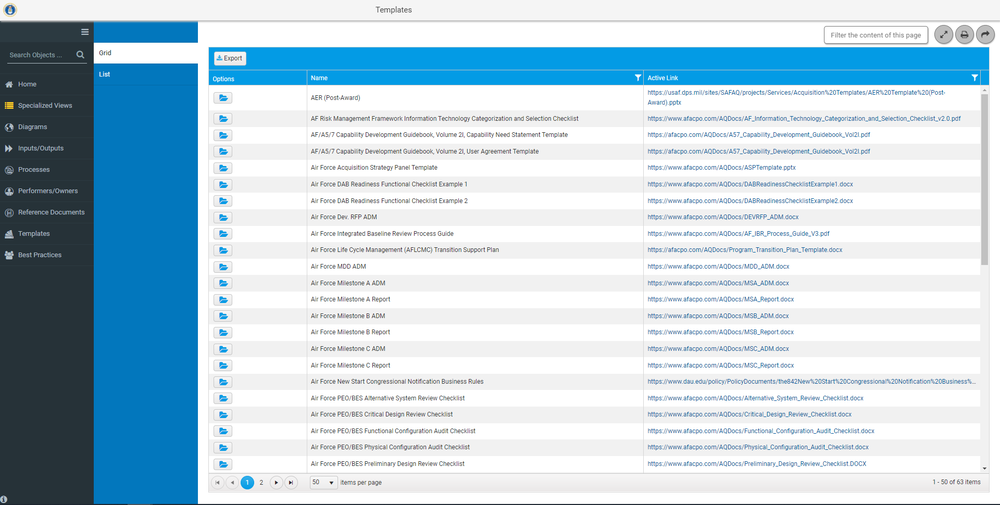 Templates
Filter the content of this page
Search Objects ...
Home
Specialized Views
Diagrams
Inputs/Outputs
Processes
Performers/Owners
Reference Documents
Templates
Best Practices
Grid
List
Export
Options Name Active Link
AER (Post-Award) https://usaf.dps.mil/sites/SAFAQ/projects/Services/Acquisition%20Templates/AER%20Template%20(Post-
Award).pptx
AF Risk Management Framework Information Technology Categorization and Selection Checklist https://www.afacpo.com/AQDocs/AF_Information_Technology_Categorization_and_Selection_Checklist_v2.0.pdf
AF/A5/7 Capability Development Guidebook, Volume 2I, Capability Need Statement Template https://afacpo.com/AQDocs/A57_Capability_Development_Guidebook_Vol2I.pdf
AF/A5/7 Capability Development Guidebook, Volume 2I, User Agreement Template https://afacpo.com/AQDocs/A57_Capability_Development_Guidebook_Vol2I.pdf
Air Force Acquisition Strategy Panel Template https://www.afacpo.com/AQDocs/ASPTemplate.pptx
Air Force DAB Readiness Functional Checklist Example 1 https://www.afacpo.com/AQDocs/DABReadinessChecklistExample1.docx
Air Force DAB Readiness Functional Checklist Example 2 https://www.afacpo.com/AQDocs/DABReadinessChecklistExample2.docx
Air Force Dev. RFP ADM https://www.afacpo.com/AQDocs/DEVRFP_ADM.docx
Air Force Integrated Baseline Review Process Guide https://www.afacpo.com/AQDocs/AF_IBR_Process_Guide_V3.pdf
Air Force Life Cycle Management (AFLCMC) Transition Support Plan https://afacpo.com/AQDocs/Program_Transition_Plan_Template.docx
Air Force MDD ADM https://www.afacpo.com/AQDocs/MDD_ADM.docx
Air Force Milestone A ADM https://www.afacpo.com/AQDocs/MSA_ADM.docx
Air Force Milestone A Report https://www.afacpo.com/AQDocs/MSA_Report.docx
Air Force Milestone B ADM https://www.afacpo.com/AQDocs/MSB_ADM.docx
Air Force Milestone B Report https://www.afacpo.com/AQDocs/MSB_Report.docx
Air Force Milestone C ADM https://www.afacpo.com/AQDocs/MSC_ADM.docx
Air Force Milestone C Report https://www.afacpo.com/AQDocs/MSC_Report.docx
Air Force New Start Congressional Notification Business Rules https://www.dau.edu/policy/PolicyDocuments/the842New%20Start%20Congressional%20Notification%20Business%...
Air Force PEO/BES Alternative System Review Checklist https://www.afacpo.com/AQDocs/Alternative_System_Review_Checklist.docx
Air Force PEO/BES Critical Design Review Checklist https://www.afacpo.com/AQDocs/Critical_Design_Review_Checklist.docx
Air Force PEO/BES Functional Configuration Audit Checklist https://www.afacpo.com/AQDocs/Functional_Configuration_Audit_Checklist.docx
Air Force PEO/BES Physical Configuration Audit Checklist https://www.afacpo.com/AQDocs/Physical_Configuration_Audit_Checklist.docx
Air Force PEO/BES Preliminary Design Review Checklist https://www.afacpo.com/AQDocs/Preliminary_Design_Review_Checklist.DOCX
1 2 50 items per page 1 - 50 of 63 items